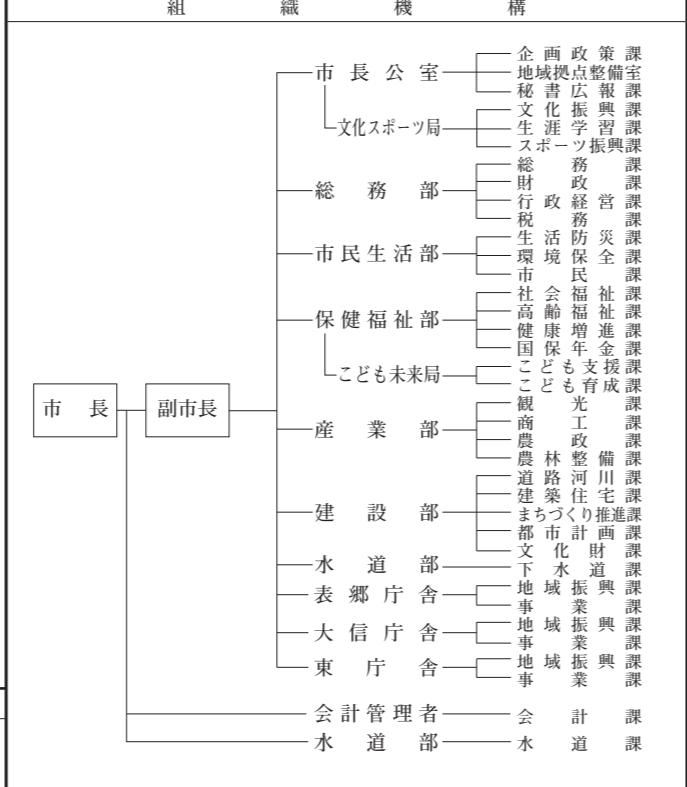 組織機構
企画政策課
市長公室
地域拠点整備室
秘書広報課
文化振興課
文化スポーツ局
生涯学習課
スポーツ振興課
総務課
財政課
総務部
行政経営課
税務課
生活防災課
市民生活部
環境保全課
市民課
社会福祉課
高齢福祉課
保健福祉部
健康増進課
国保年金課
こども支援課
こども未来局
こども育成課
市長
副市長
観光課
商工課
産業部
農政課
農林整備課
道路河川課
建築住宅課
建設部
まちづくり推進課
都市計画課
文化財課
水道部
下水道課
表郷庁舎
地域振興課
事業課
大信庁舎
地域振興課
事業課
東庁舎
地域振興課
事業課
会計管理者
会計課
水道部
水道課